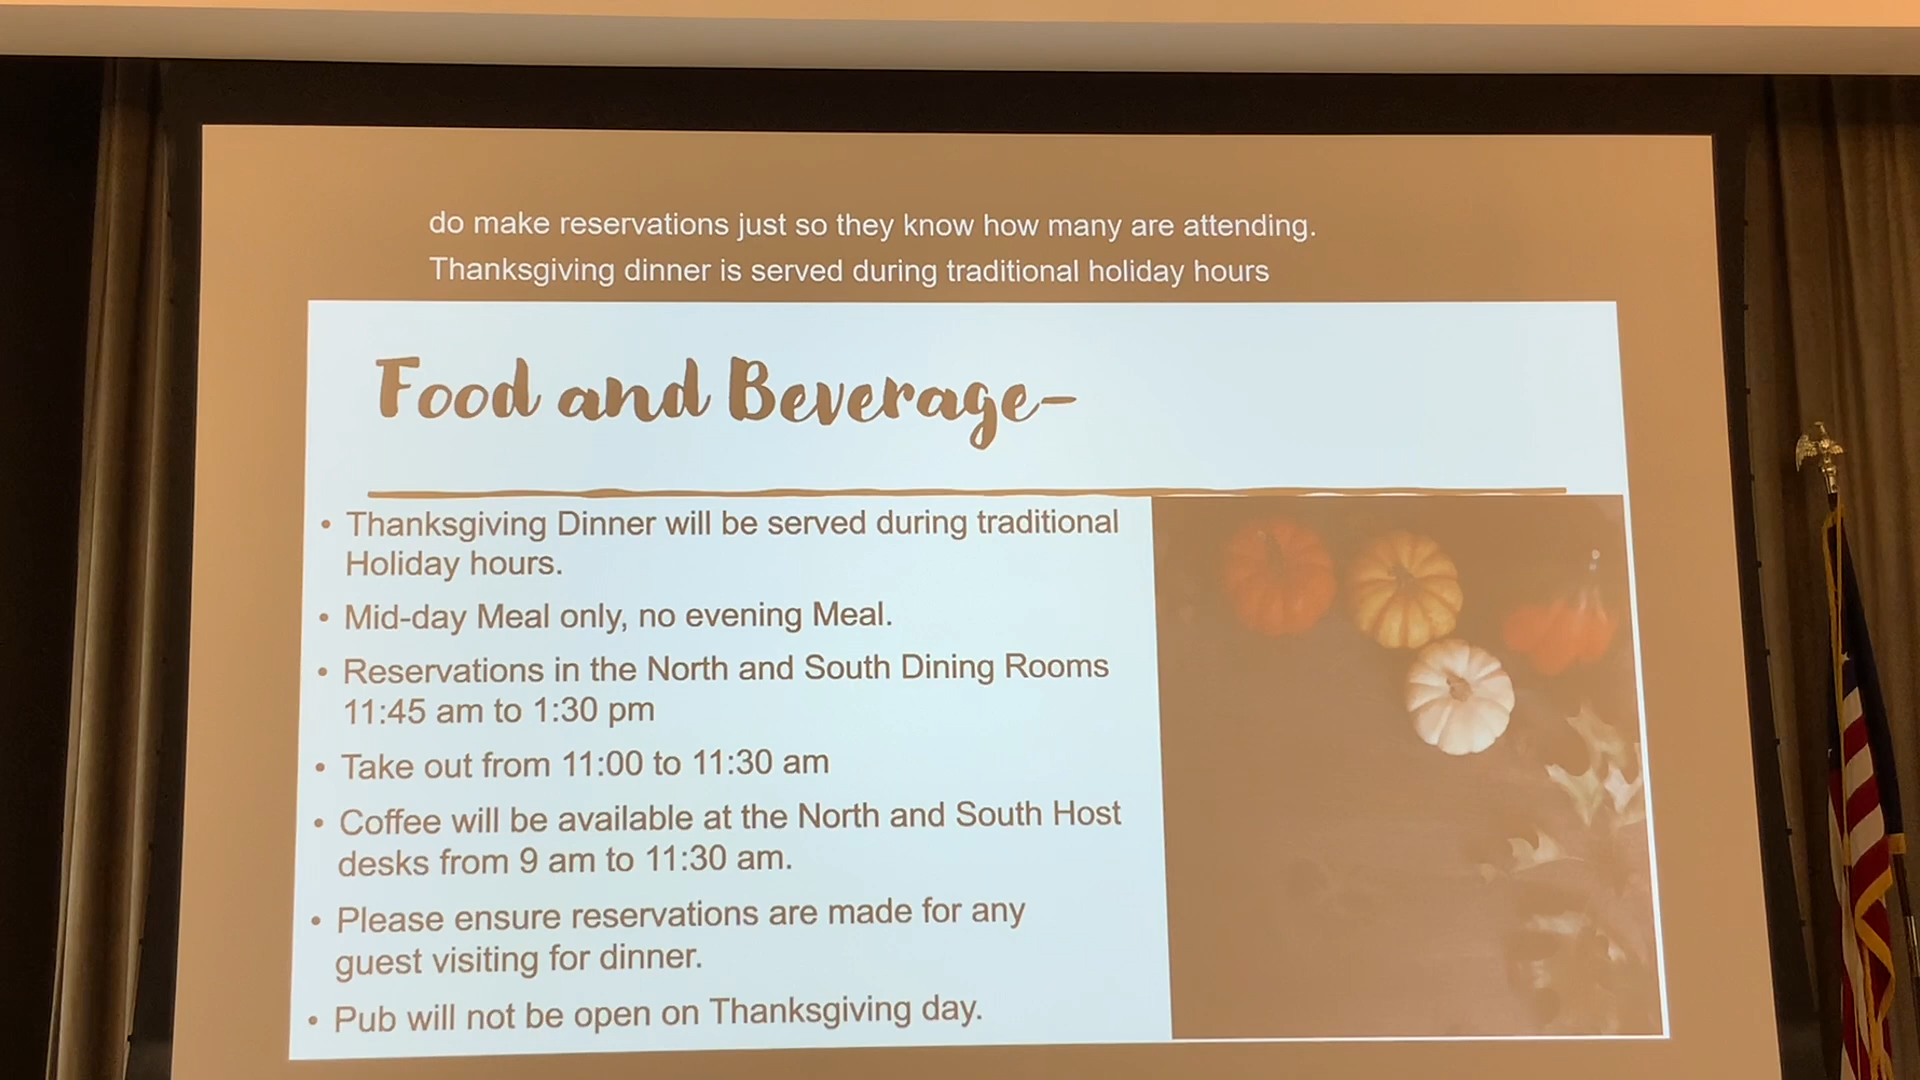 do make reservations just so they know how many are attending.
Thanksgiving dinner is served during traditional holiday hours
Food and Beverage-
• Thanksgiving Dinner will be served during traditional
Holiday hours.
• Mid-day Meal only, no evening Meal.
• Reservations in the North and South Dining Rooms
11:45 am to 1:30 pm
• Take out from 11:00 to 11:30 am
• Coffee will be available at the North and South Host
desks from 9 am to 11:30 am.
• Please ensure reservations are made for any
guest visiting for dinner.
• Pub will not be open on Thanksgiving day.